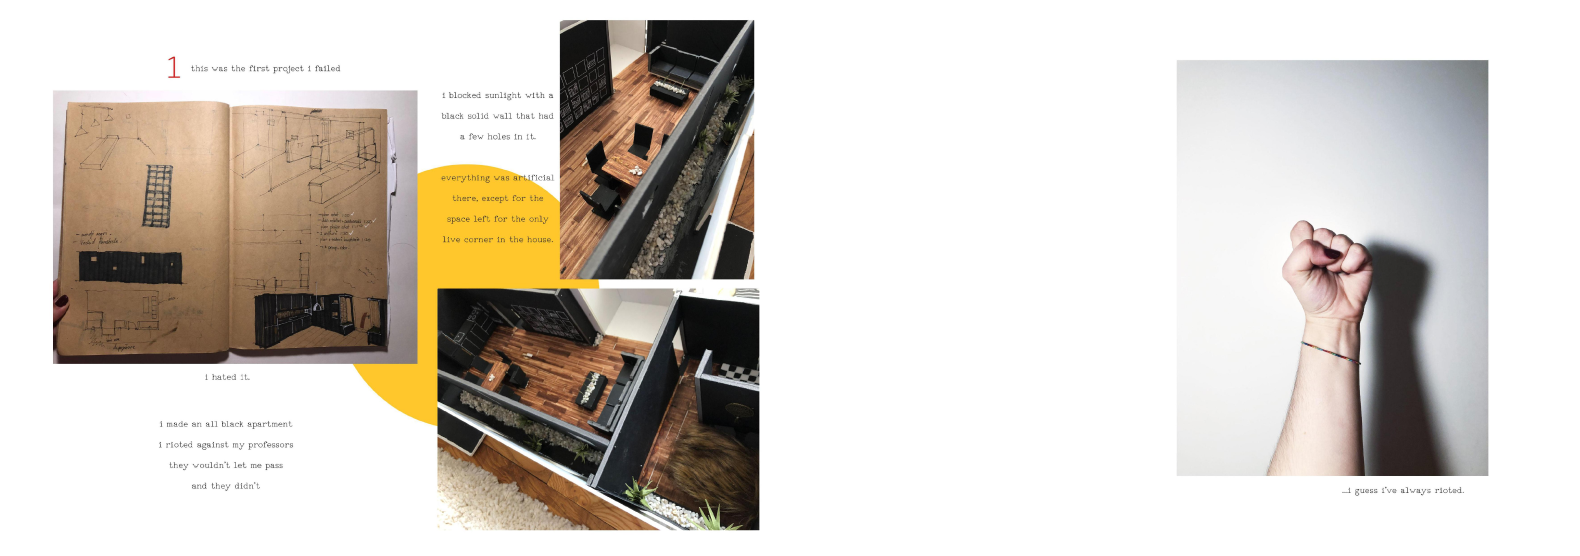 1 this was the first project i failed
i hated it.
i made an all black apartment
i rioted against my professors
they wouldn't let me pass
and they didn't
i blocked sunlight with a
black solid wall that had
a few holes in it.
everything was artificial
there, except for the
space left for the only
live corner in the house.
...i guess i've always rioted.